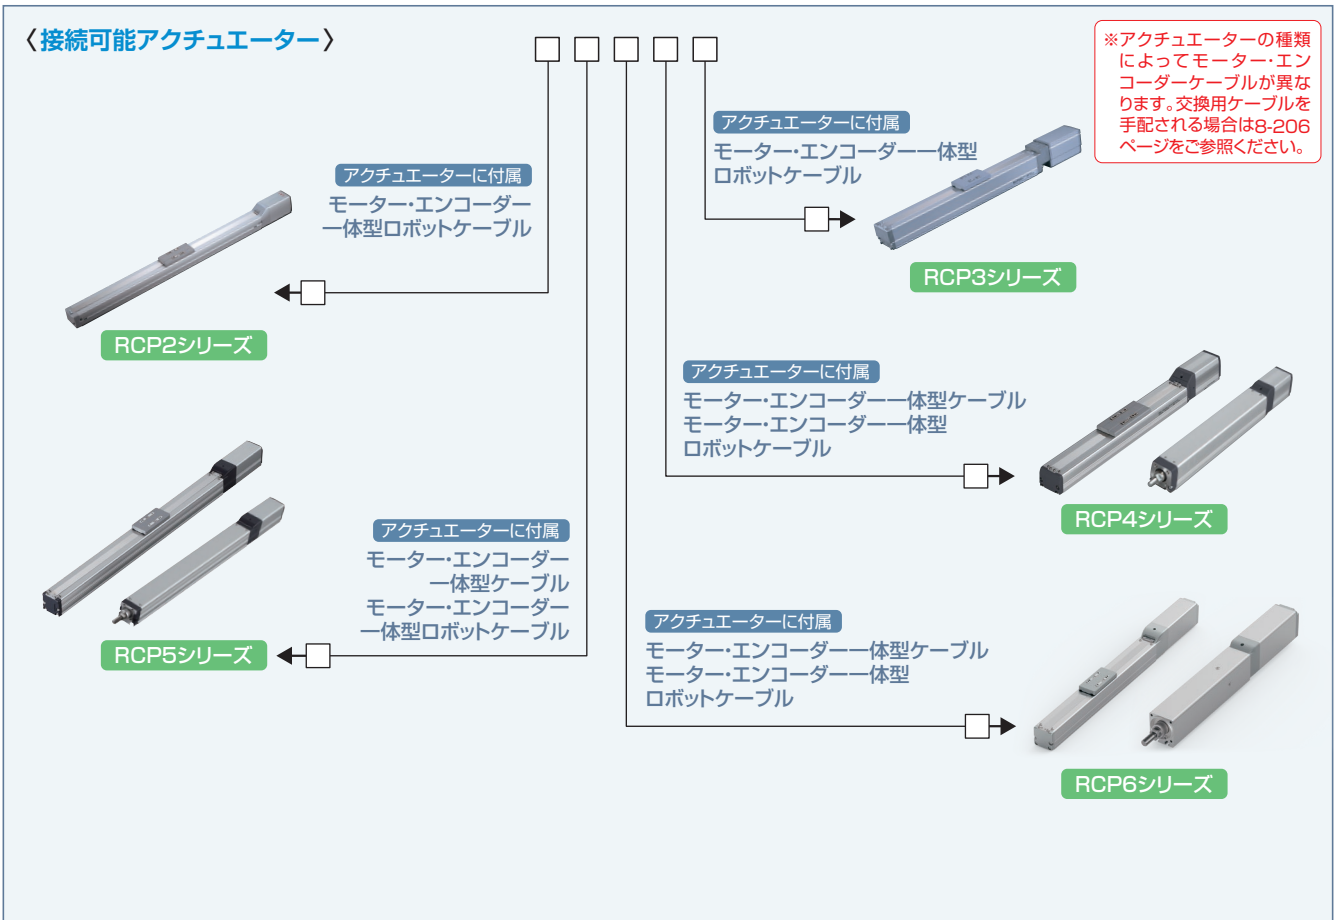 〈接続可能アクチュエーター〉
※アクチュエーターの種類
によってモーター・エン
コーダーケーブルが異な
ります。交換用ケーブルを
手配される場合は8-206
ページをご参照ください。
アクチュエーターに付属
モーター・エンコーダー
一体型ロボットケーブル
RCP2シリーズ
アクチュエーターに付属
モーター・エンコーダー一体型
ロボットケーブル
RCP3シリーズ
アクチュエーターに付属
モーター・エンコーダー一体型ケーブル
モーター・エンコーダー一体型
ロボットケーブル
RCP4シリーズ
アクチュエーターに付属
モーター・エンコーダー
一体型ケーブル
モーター・エンコーダー
一体型ロボットケーブル
RCP5シリーズ
アクチュエーターに付属
モーター・エンコーダー一体型ケーブル
モーター・エンコーダー一体型
ロボットケーブル
RCP6シリーズ